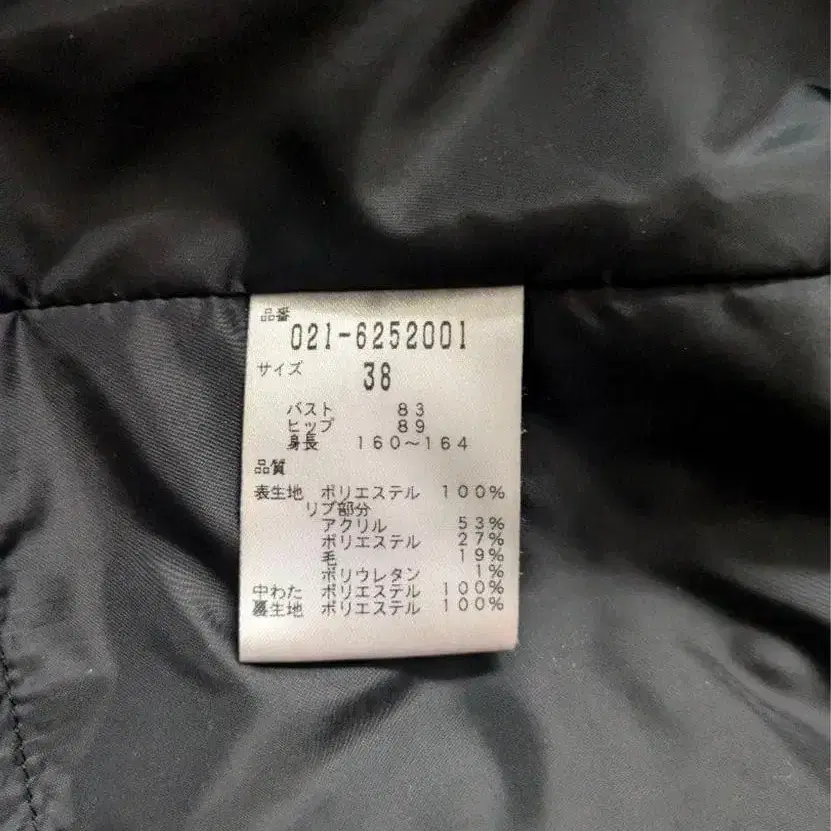 品番
021-6252001
サイズ 38
バスト 83
ヒップ 89
身長 160～164
品質
表生地 ポリエステル 100%
リブ部分
アクリル 53%
ポリエステル 27%
毛 19%
ポリウレタン 1%
中わた ポリエステル 100%
裏生地 ポリエステル 100%